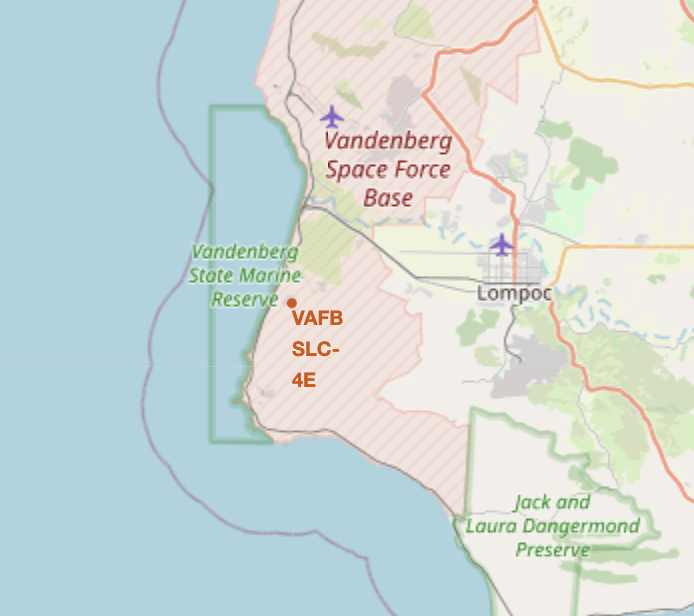 Vandenberg
Space Force
Base
Vandenberg
State Marine
Reserve
VAFB
SLC-
4E
Lompoc
Jack and
Laura Dangermond
Preserve